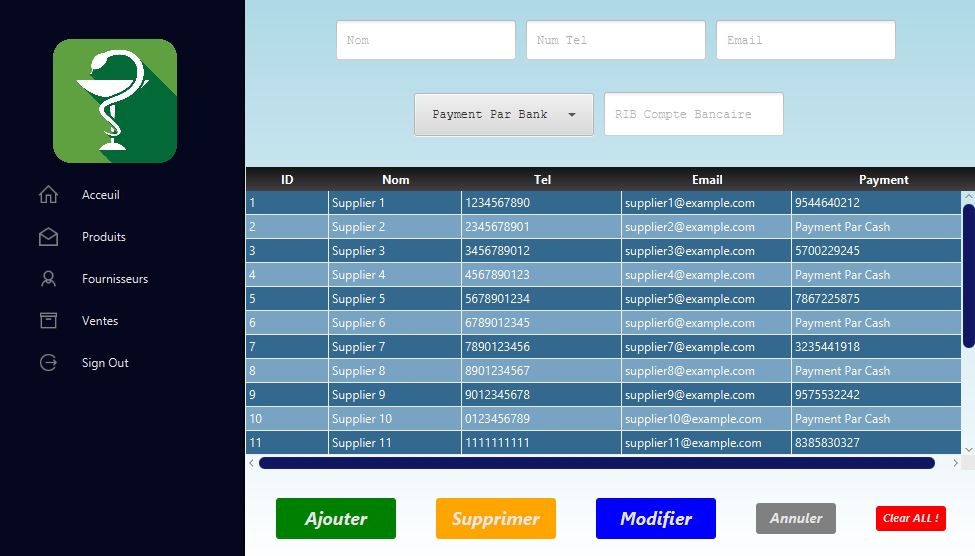 Nom Num Tel Email
Payment Par Bank RIB Compte Bancaire
Acceuil
Produits
Fournisseurs
Ventes
Sign Out
ID Nom Tel Email Payment
1 Supplier 1 1234567890 supplier1@example.com 9544640212
2 Supplier 2 2345678901 supplier2@example.com Payment Par Cash
3 Supplier 3 3456789012 supplier3@example.com 5700229245
4 Supplier 4 4567890123 supplier4@example.com Payment Par Cash
5 Supplier 5 5678901234 supplier5@example.com 7867225875
6 Supplier 6 6789012345 supplier6@example.com Payment Par Cash
7 Supplier 7 7890123456 supplier7@example.com 3235441918
8 Supplier 8 8901234567 supplier8@example.com Payment Par Cash
9 Supplier 9 9012345678 supplier9@example.com 9575532242
10 Supplier 10 0123456789 supplier10@example.com Payment Par Cash
11 Supplier 11 1111111111 supplier11@example.com 8385830327
Ajouter Supprimer Modifier Annuler Clear ALL !